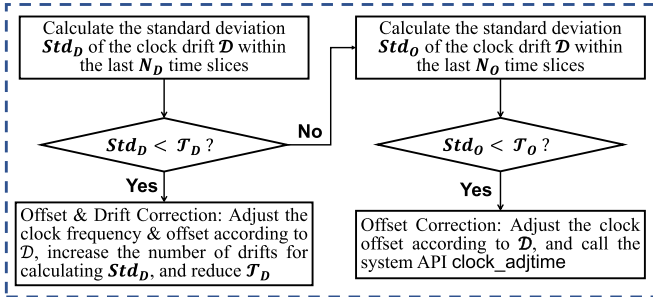 Calculate the standard deviation
Std_D of the clock drift 𝒟 within
the last N_D time slices
Std_D < 𝒯_D ?
No
Yes
Offset & Drift Correction: Adjust the
clock frequency & offset according to
𝒟, increase the number of drifts for
calculating Std_D, and reduce 𝒯_D
Calculate the standard deviation
Std_O of the clock drift 𝒟 within
the last N_O time slices
Std_O < 𝒯_O ?
Yes
Offset Correction: Adjust the clock
offset according to 𝒟, and call the
system API clock_adjtime